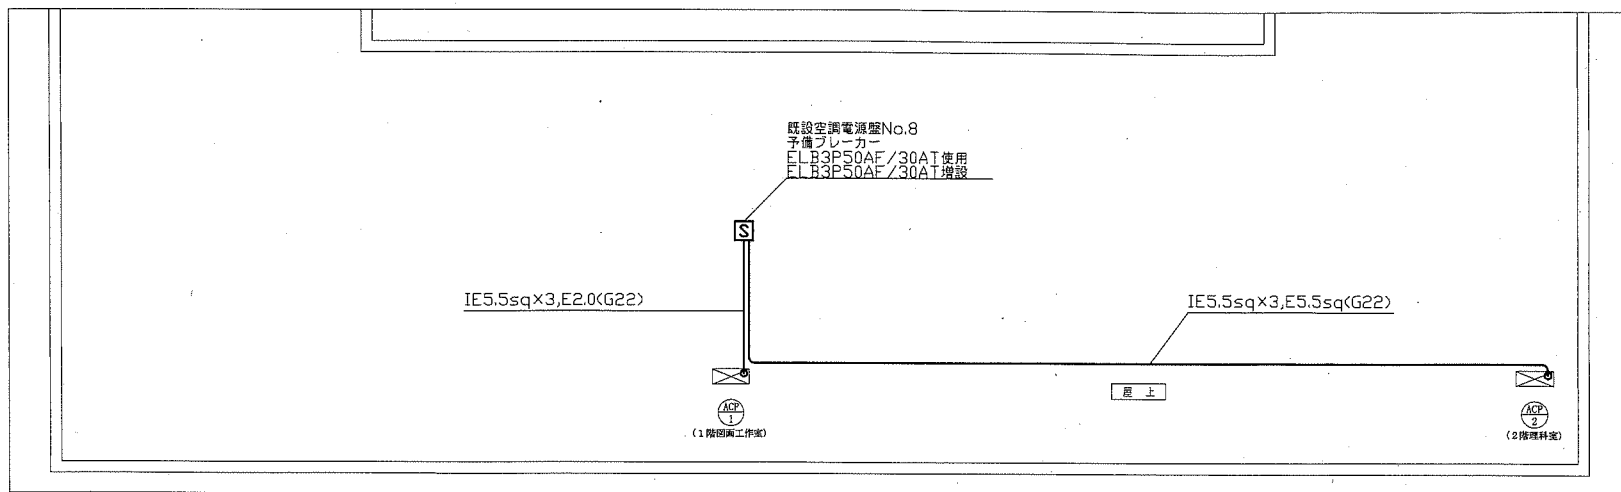 既設空調電源盤No.8
予備ブレーカー
ELB3P50AF/30AT使用
ELB3P50AF/30AT増設
S
IE5.5sq×3,E2.0(G22)
IE5.5sq×3,E5.5sq(G22)
屋上
ACP
1
(1階図画工作室)
ACP
2
(2階理科室)